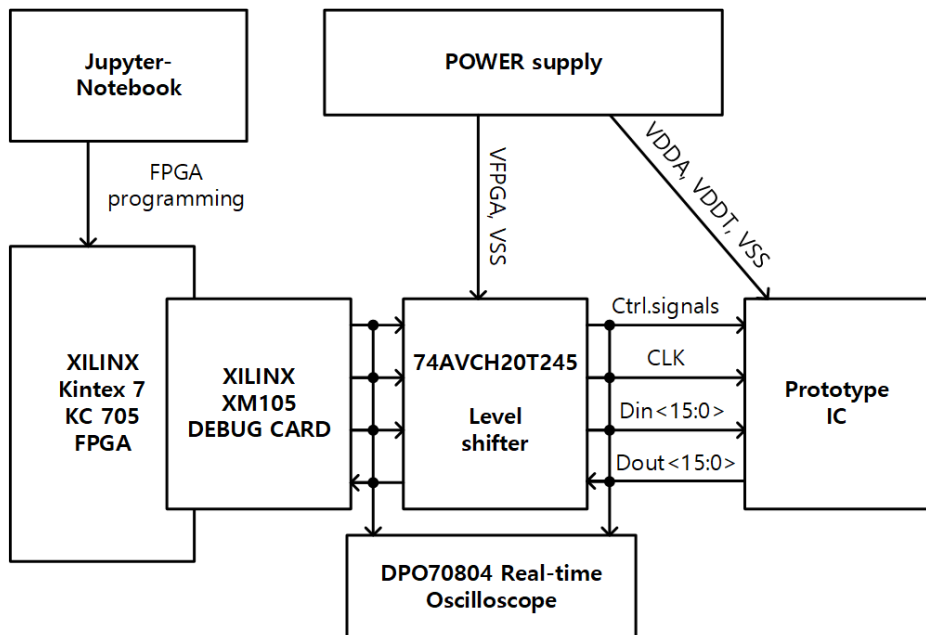 Jupyter-
Notebook
POWER supply
FPGA
programming
VFPGA, VSS
VDDA, VDDT, VSS
XILINX
Kintex 7
KC 705
FPGA
XILINX
XM105
DEBUG CARD
74AVCH20T245
Level
shifter
Ctrl.signals
CLK
Din<15:0>
Dout<15:0>
Prototype
IC
DPO70804 Real-time
Oscilloscope